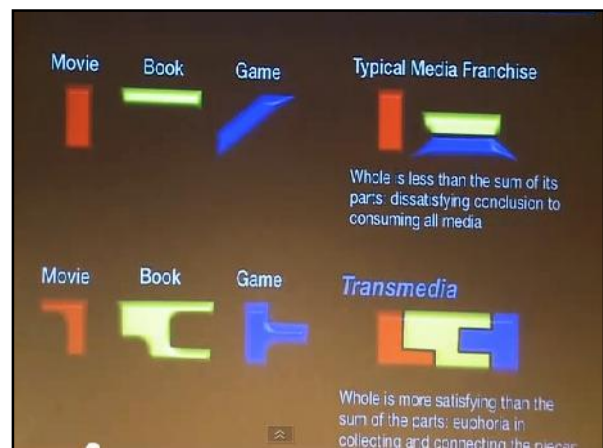 Movie Book Game
Typical Media Franchise
Whole is less than the sum of its
parts: dissatisfying conclusion to
consuming all media
Movie Book Game
Transmedia
Whole is more satisfying than the
sum of the parts: euphoria in
collecting and connecting the pieces